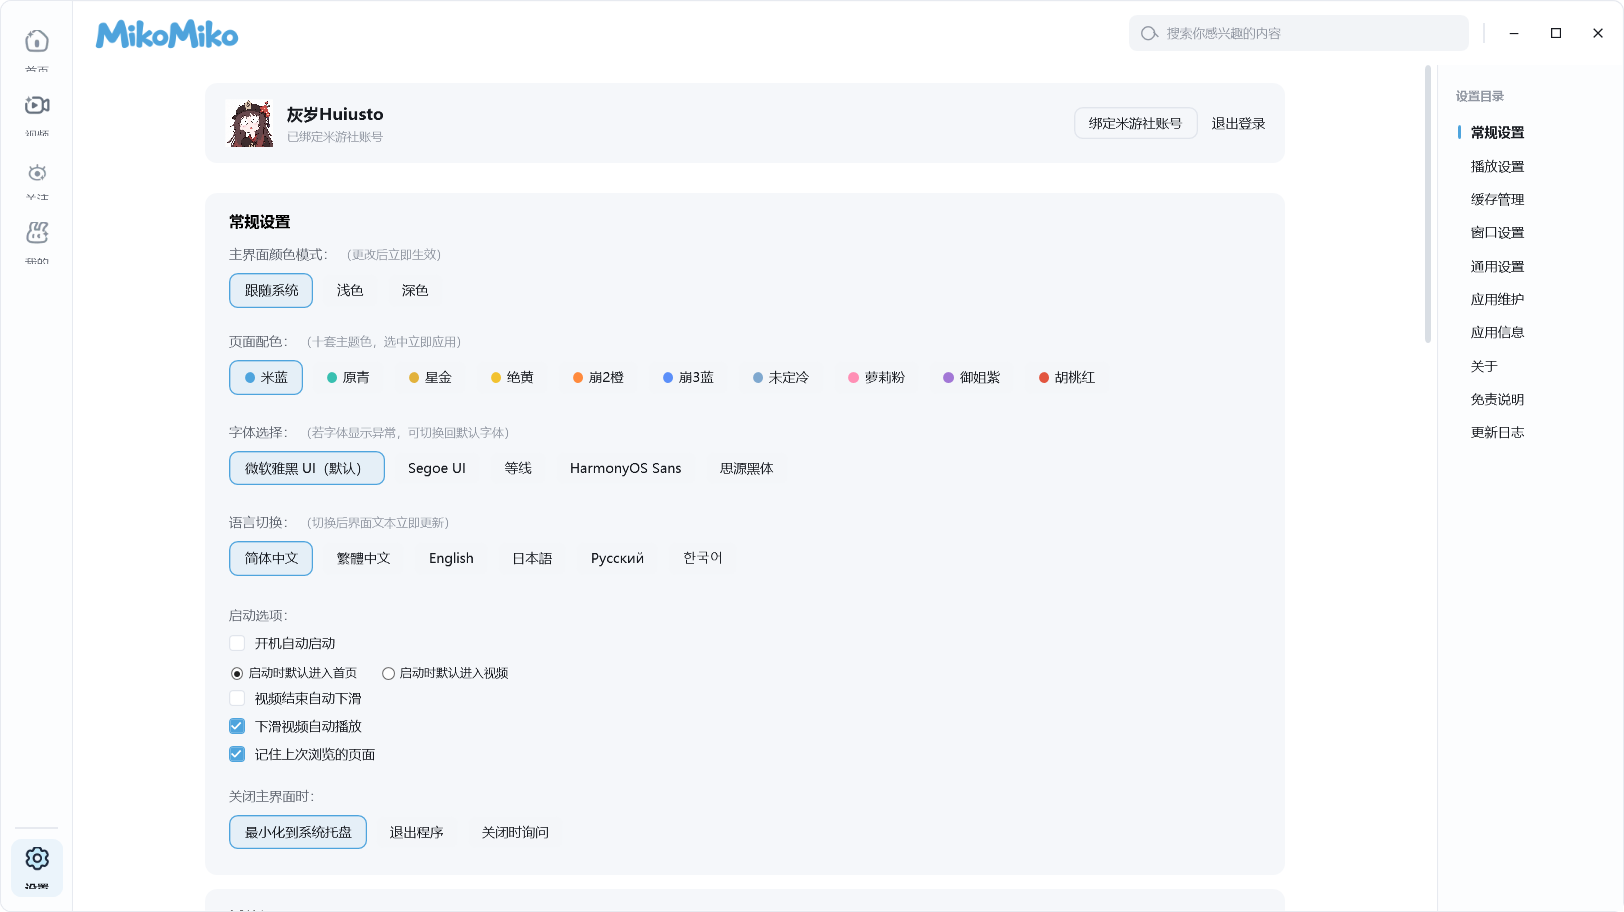 MikoMiko
搜索你感兴趣的内容
首页
视频
关注
我的
设置
灰岁Huiusto
已绑定米游社账号
绑定米游社账号
退出登录
常规设置
主界面颜色模式： （更改后立即生效）
跟随系统 浅色 深色
页面配色： （十套主题色，选中立即应用）
米蓝 原青 星金 绝黄 崩2橙 崩3蓝 未定冷 萝莉粉 御姐紫 胡桃红
字体选择： （若字体显示异常，可切换回默认字体）
微软雅黑 UI（默认） Segoe UI 等线 HarmonyOS Sans 思源黑体
语言切换： （切换后界面文本立即更新）
简体中文 繁體中文 English 日本語 Русский 한국어
启动选项：
开机自动启动
启动时默认进入首页 启动时默认进入视频
视频结束自动下滑
下滑视频自动播放
记住上次浏览的页面
关闭主界面时：
最小化到系统托盘 退出程序 关闭时询问
设置目录
常规设置
播放设置
缓存管理
窗口设置
通用设置
应用维护
应用信息
关于
免责说明
更新日志